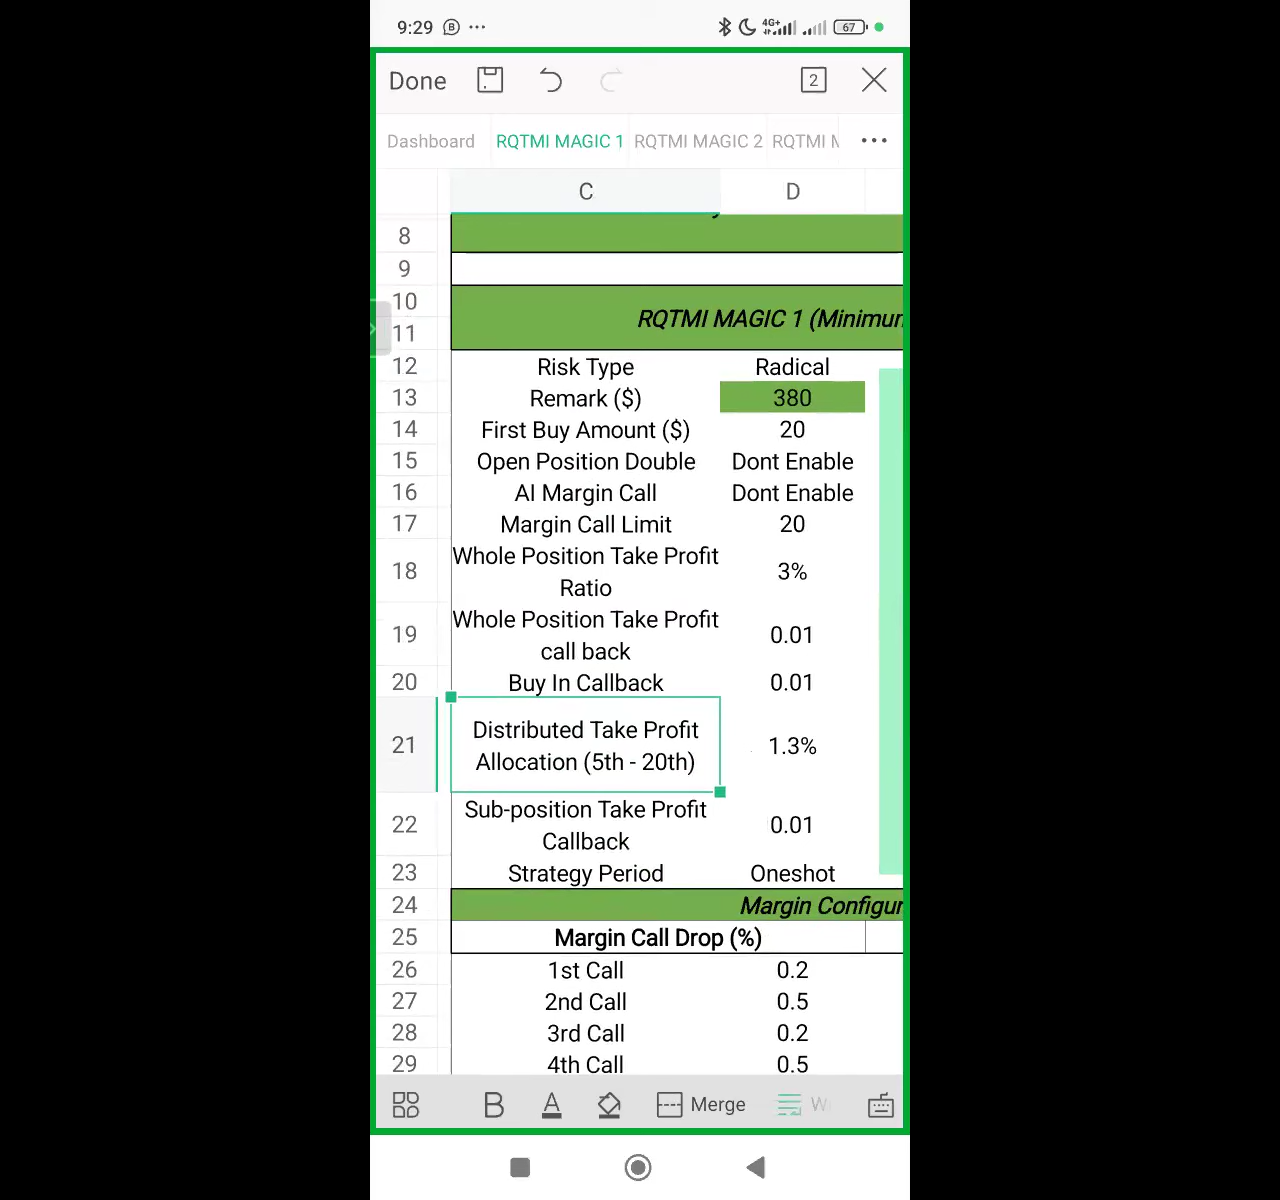 9:29 B ... 4G+ 67
Done 2
Dashboard RQTMI MAGIC 1 RQTMI MAGIC 2 RQTMI
C D
8
9
10
RQTMI MAGIC 1 (Minimun
11
12 Risk Type Radical
13 Remark ($) 380
14 First Buy Amount ($) 20
15 Open Position Double Dont Enable
16 AI Margin Call Dont Enable
17 Margin Call Limit 20
Whole Position Take Profit
18 3%
Ratio
Whole Position Take Profit
19 0.01
call back
20 Buy In Callback 0.01
Distributed Take Profit
21 1.3%
Allocation (5th - 20th)
Sub-position Take Profit
22 0.01
Callback
23 Strategy Period Oneshot
24 Margin Configur
25 Margin Call Drop (%)
26 1st Call 0.2
27 2nd Call 0.5
28 3rd Call 0.2
29 4th Call 0.5
B A Merge W